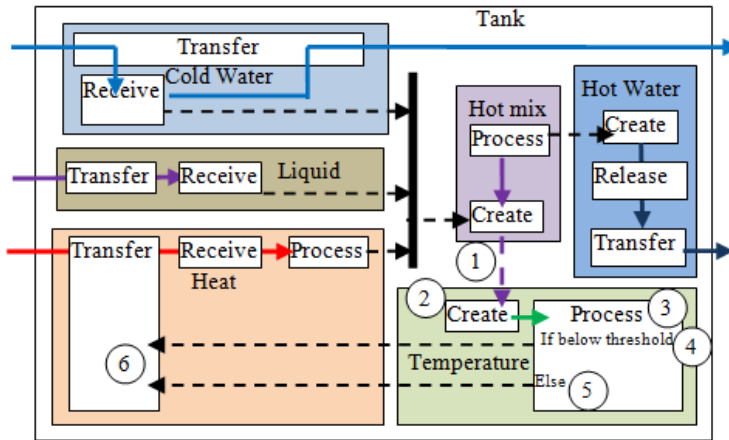 Tank
Transfer
Cold Water
Receive
Hot mix
Process
Create
Hot Water
Create
Release
Transfer
Transfer
Receive
Liquid
Transfer
Receive
Process
Heat
1
2
Create
Process
3
If below threshold
4
Temperature
Else
5
6